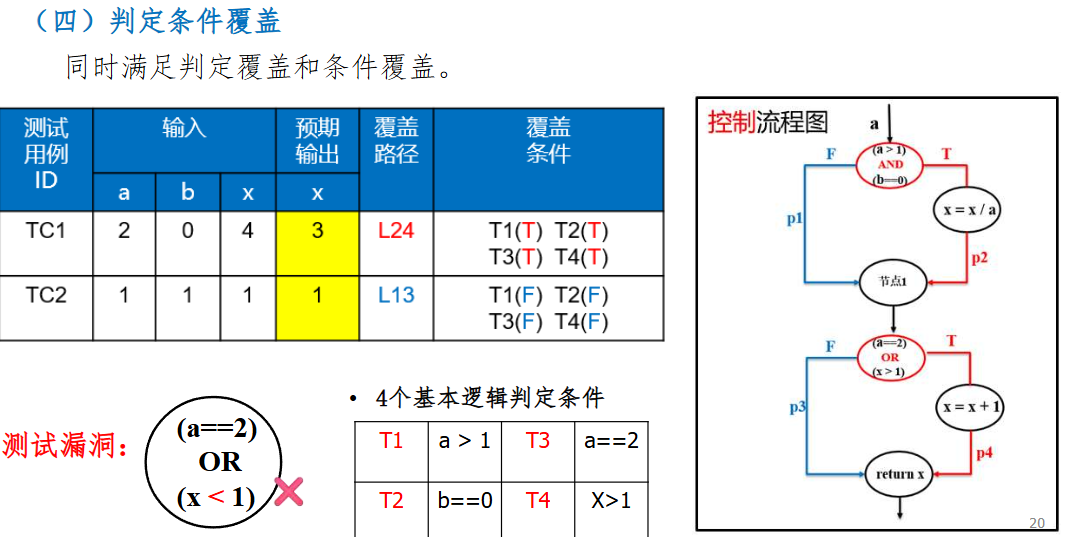 （四）判定条件覆盖
同时满足判定覆盖和条件覆盖。
测试用例ID 输入 预期输出 覆盖路径 覆盖条件
a b x x
TC1 2 0 4 3 L24 T1(T) T2(T)
T3(T) T4(T)
TC2 1 1 1 1 L13 T1(F) T2(F)
T3(F) T4(F)
测试漏洞：
(a==2)
OR
(x < 1)
• 4个基本逻辑判定条件
T1 a > 1 T3 a==2
T2 b==0 T4 X>1
控制流程图
a
(a > 1)
AND
(b==0)
F
T
x = x / a
p1
p2
节点1
(a==2)
OR
(x > 1)
F
T
x = x + 1
p3
p4
return x
20